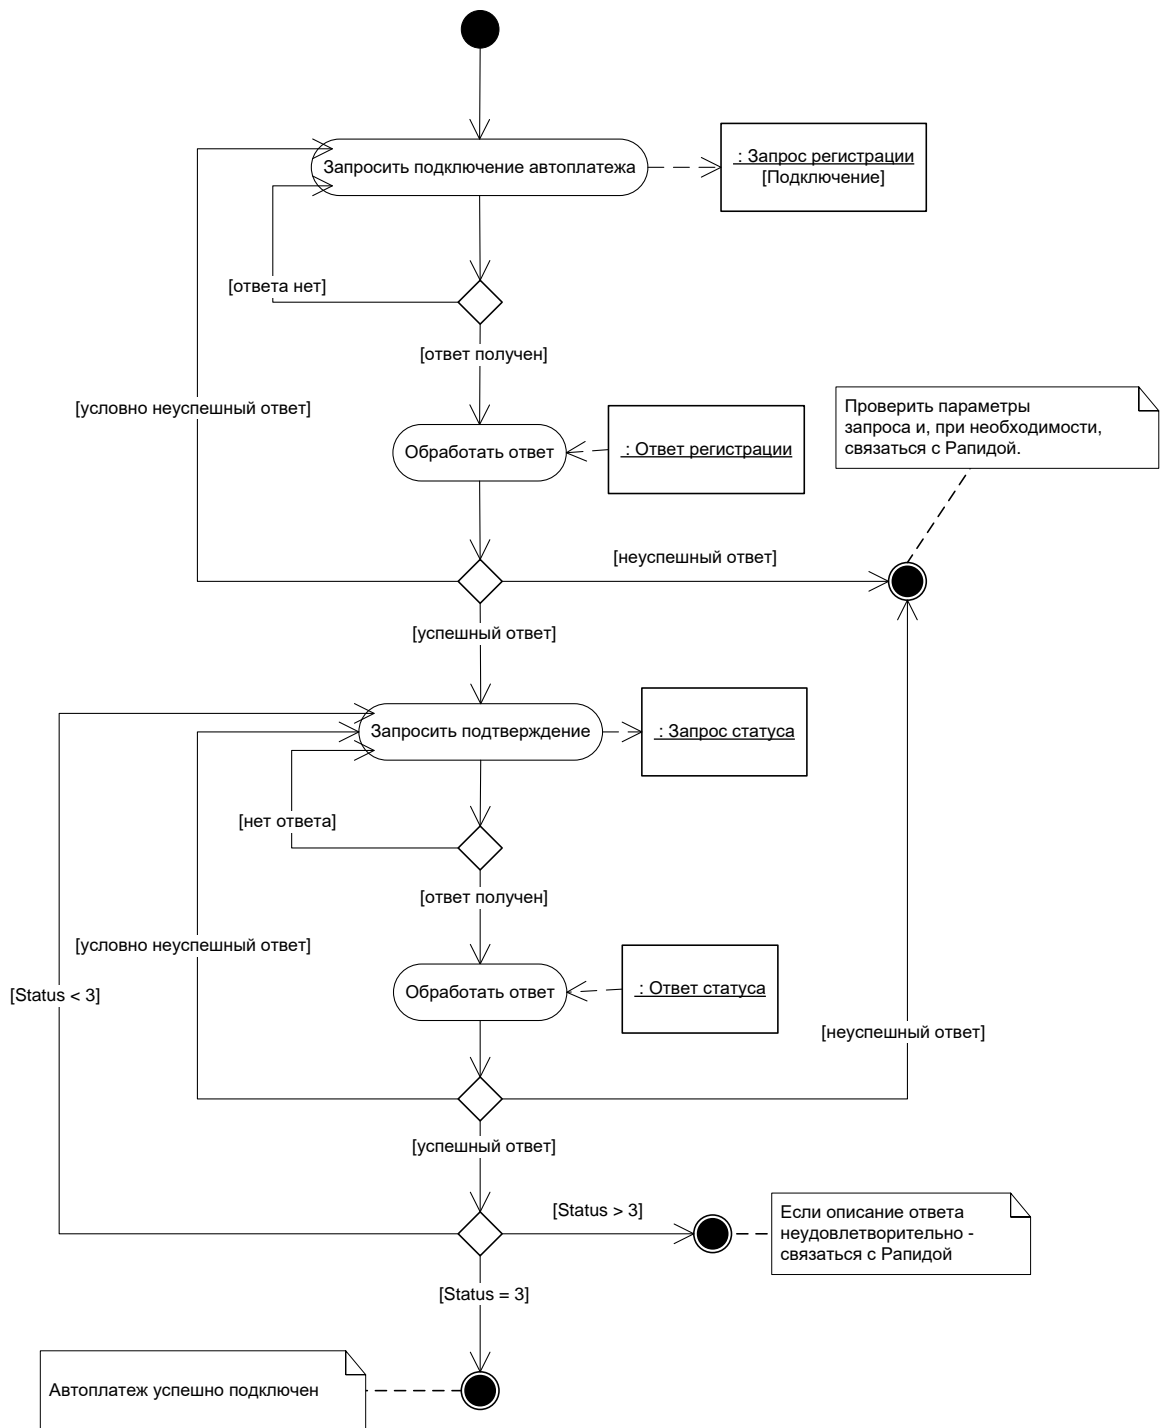 Запросить подключение автоплатежа
: Запрос регистрации
[Подключение]
[ответа нет]
[ответ получен]
[условно неуспешный ответ]
Проверить параметры
запроса и, при необходимости,
связаться с Рапидой.
Обработать ответ
: Ответ регистрации
[неуспешный ответ]
[успешный ответ]
Запросить подтверждение
: Запрос статуса
[нет ответа]
[ответ получен]
[условно неуспешный ответ]
[Status < 3]
Обработать ответ
: Ответ статуса
[неуспешный ответ]
[успешный ответ]
[Status > 3]
Если описание ответа
неудовлетворительно -
связаться с Рапидой
[Status = 3]
Автоплатеж успешно подключен